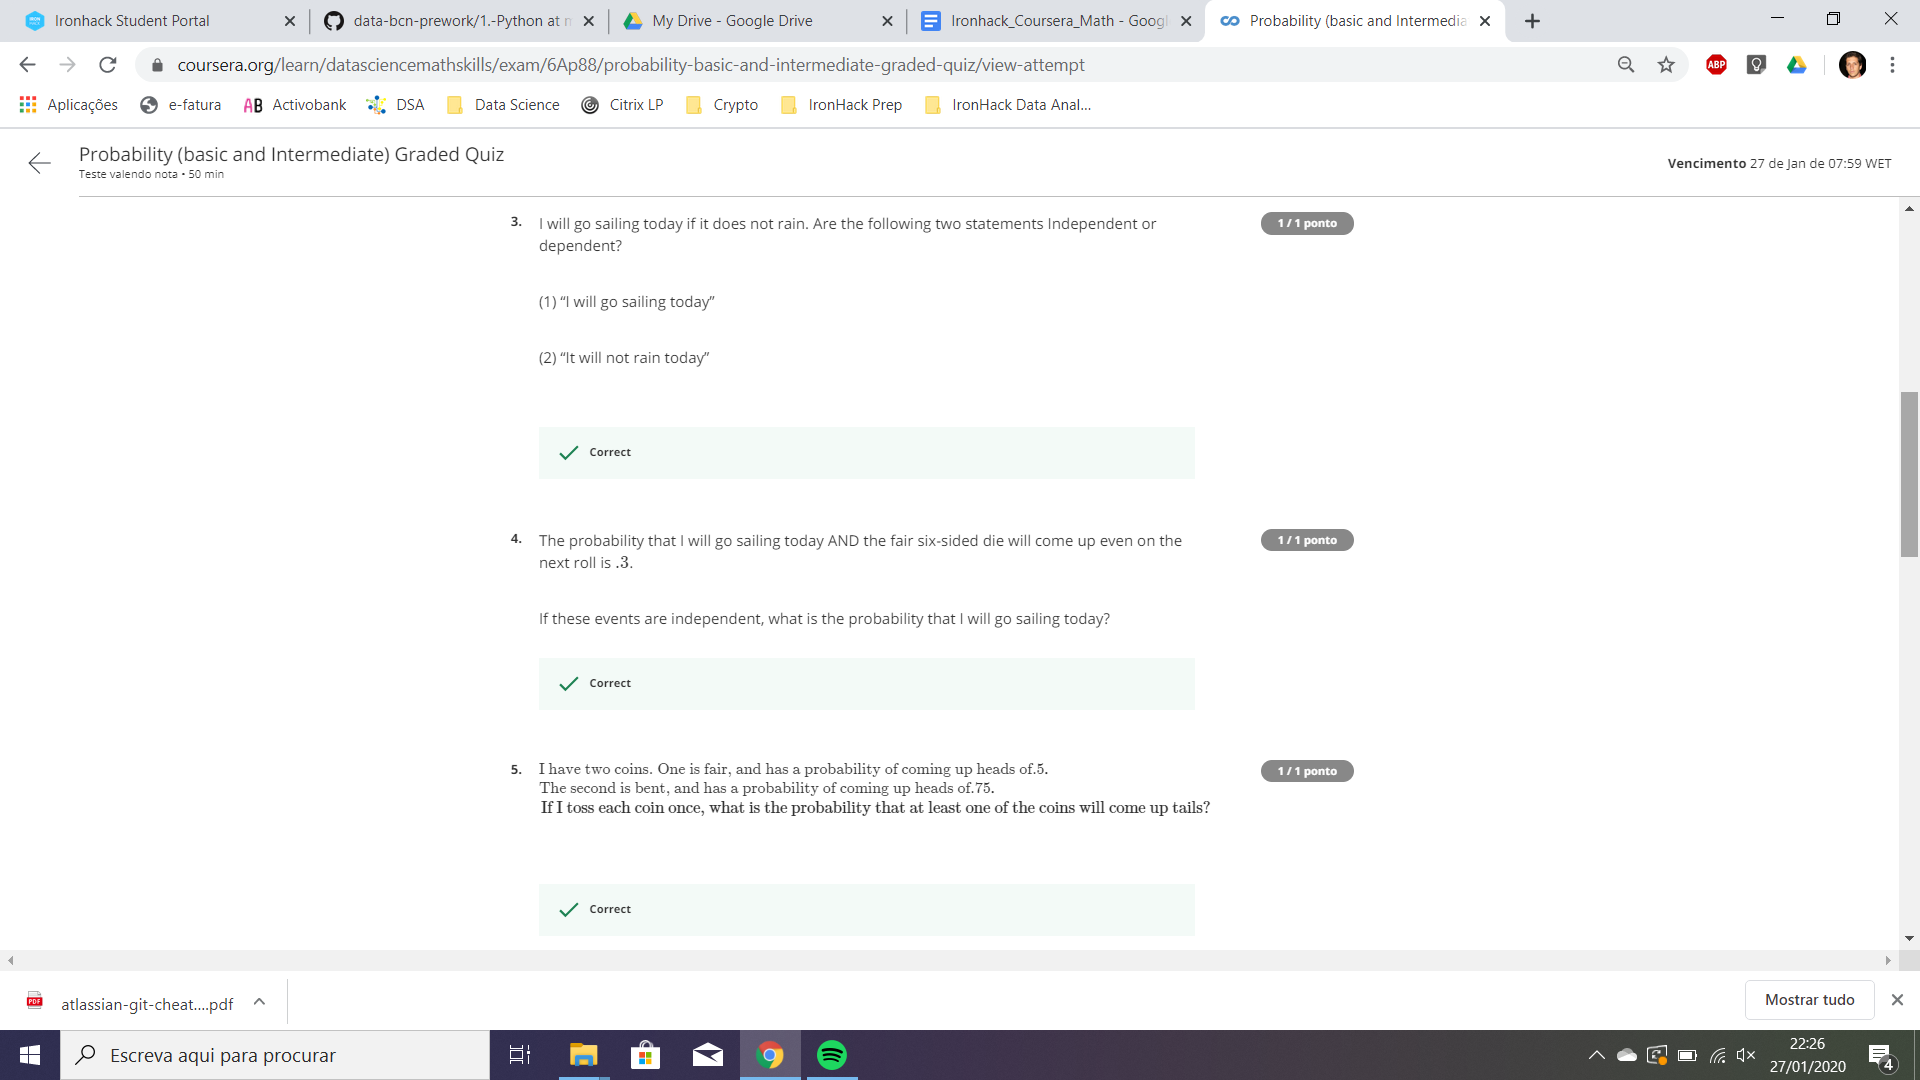 Ironhack Student Portal
data-bcn-prework/1.-Python at m
My Drive - Google Drive
Ironhack_Coursera_Math - Googl
Probability (basic and Intermedia
coursera.org/learn/datasciencemathskills/exam/6Ap88/probability-basic-and-intermediate-graded-quiz/view-attempt
ABP
Aplicações
e-fatura
AB Activobank
DSA
Data Science
Citrix LP
Crypto
IronHack Prep
IronHack Data Anal...
Probability (basic and Intermediate) Graded Quiz
Teste valendo nota • 50 min
Vencimento 27 de Jan de 07:59 WET
3. I will go sailing today if it does not rain. Are the following two statements Independent or
dependent?
1 / 1 ponto
(1) “I will go sailing today”
(2) “It will not rain today”
Correct
4. The probability that I will go sailing today AND the fair six-sided die will come up even on the
next roll is .3.
1 / 1 ponto
If these events are independent, what is the probability that I will go sailing today?
Correct
5. I have two coins. One is fair, and has a probability of coming up heads of.5.
The second is bent, and has a probability of coming up heads of.75.
If I toss each coin once, what is the probability that at least one of the coins will come up tails?
1 / 1 ponto
Correct
PDF
atlassian-git-cheat....pdf
Mostrar tudo
Escreva aqui para procurar
22:26
27/01/2020
4